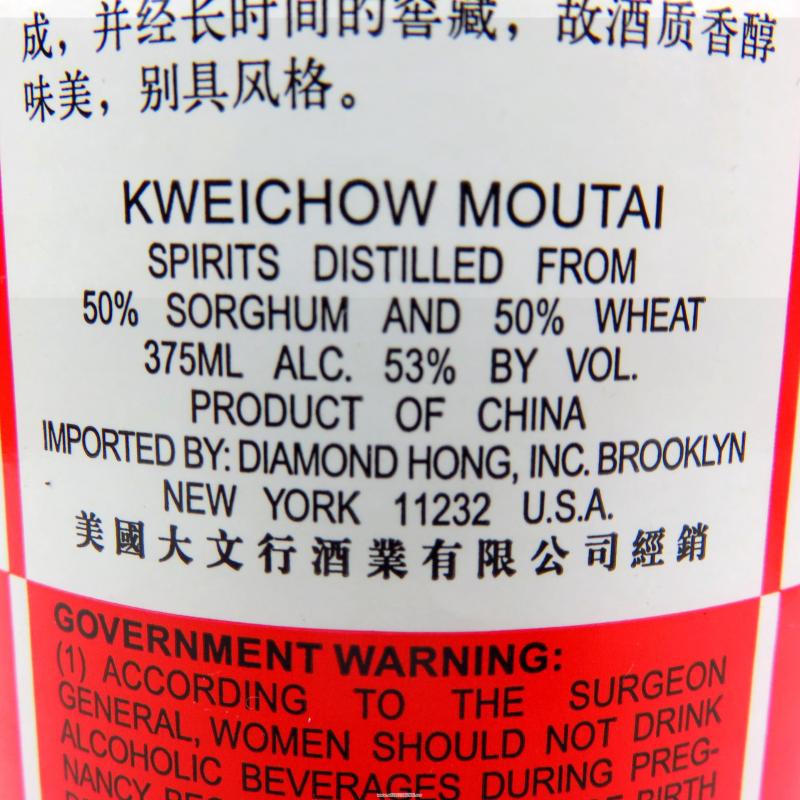 成，并经长时间的窖藏，故酒质香醇
味美，别具风格。
KWEICHOW MOUTAI
SPIRITS DISTILLED FROM
50% SORGHUM AND 50% WHEAT
375ML ALC. 53% BY VOL.
PRODUCT OF CHINA
IMPORTED BY: DIAMOND HONG, INC. BROOKLYN
NEW YORK 11232 U.S.A.
美國大文行酒業有限公司經銷
GOVERNMENT WARNING:
(1) ACCORDING TO THE SURGEON
GENERAL, WOMEN SHOULD NOT DRINK
ALCOHOLIC BEVERAGES DURING PREG-
NANCY BIRTH